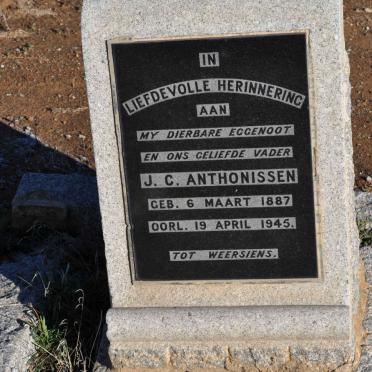 IN
LIEFDEVOLLE HERINNERING
AAN
MY DIERBARE EGGENOOT
EN ONS GELIEFDE VADER
J. C. ANTHONISSEN
GEB. 6 MAART 1887
OORL. 19 APRIL 1945.
TOT WEERSIENS.